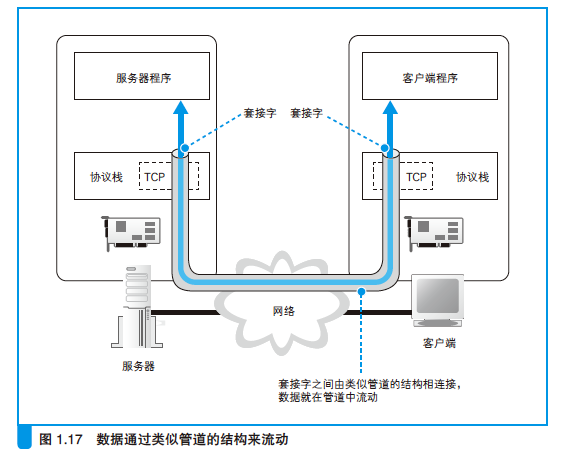 服务器程序
客户端程序
套接字
套接字
协议栈
TCP
TCP
协议栈
网络
服务器
客户端
套接字之间由类似管道的结构相连接，
数据就在管道中流动
图 1.17 数据通过类似管道的结构来流动